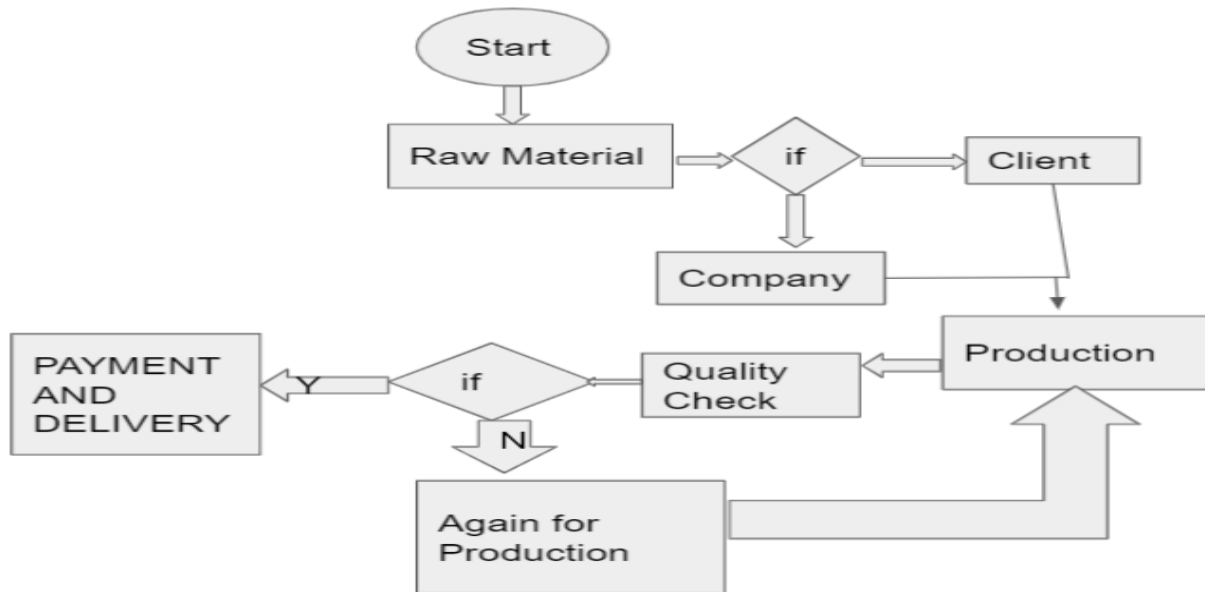 Start
Raw Material
if
Client
Company
Production
Quality
Check
if
Y
PAYMENT
AND
DELIVERY
N
Again for
Production